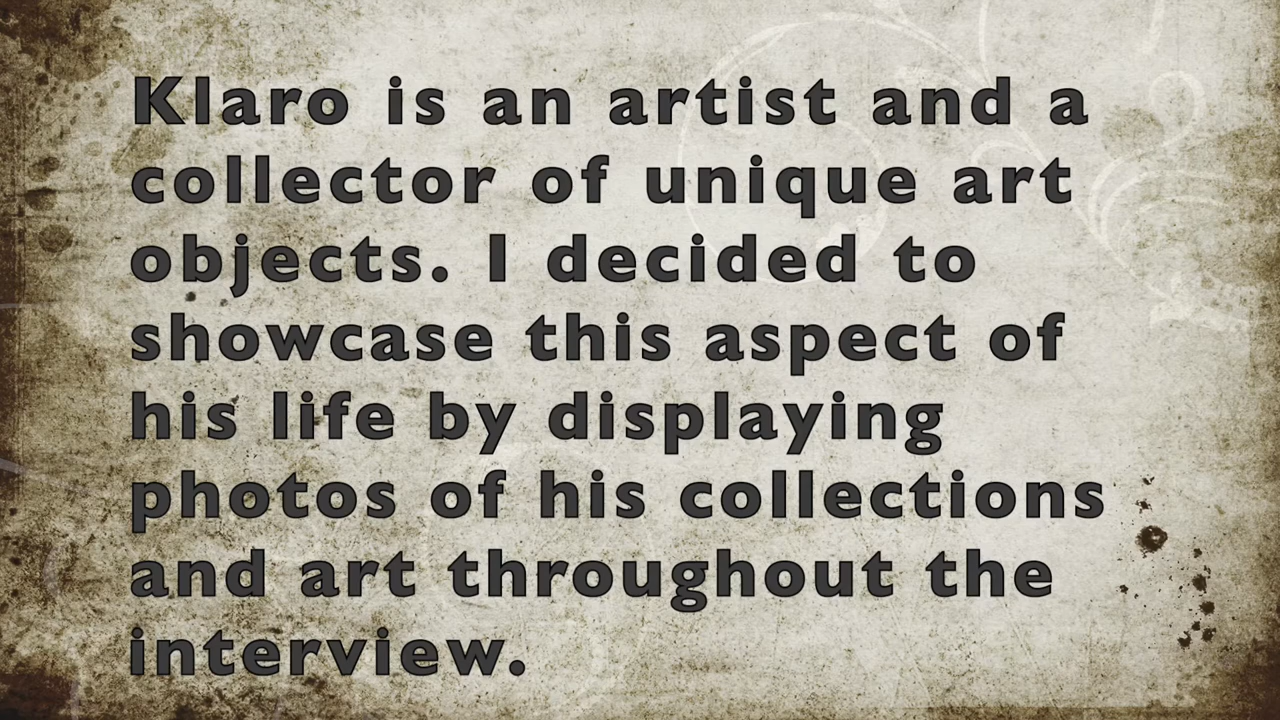 Klaro is an artist and a
collector of unique art
objects. I decided to
showcase this aspect of
his life by displaying
photos of his collections
and art throughout the
interview.